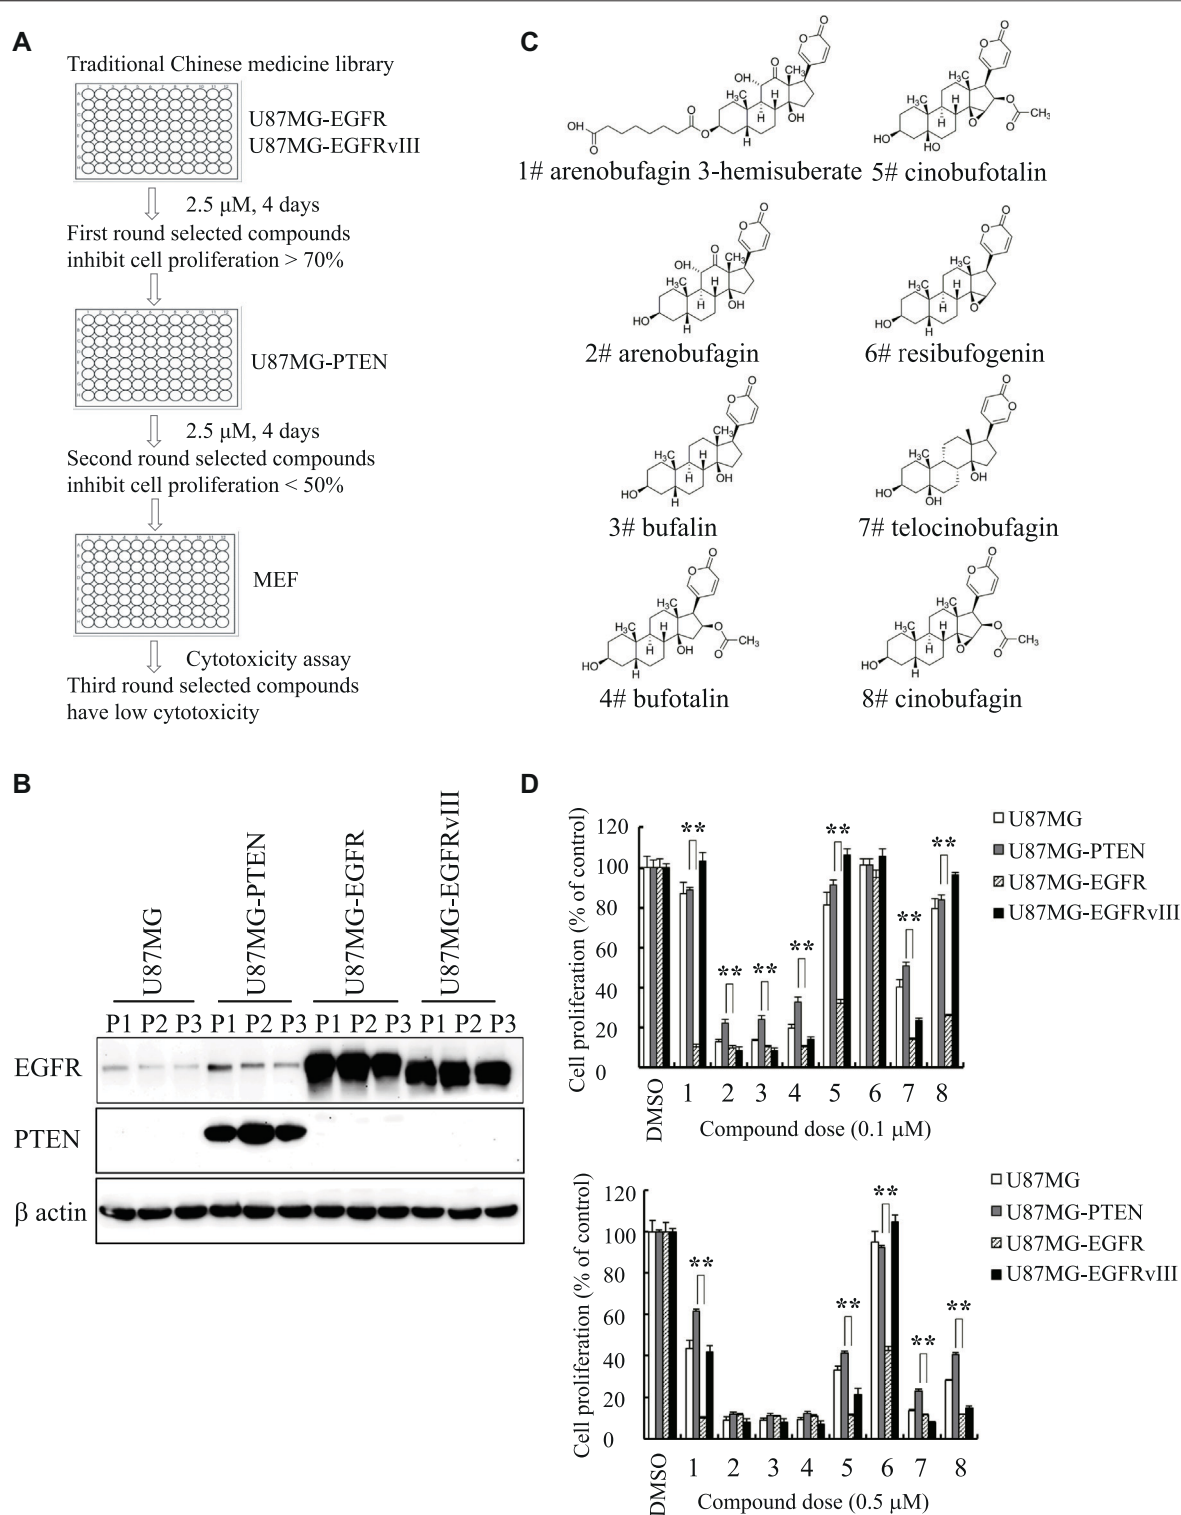 A
Traditional Chinese medicine library
U87MG-EGFR
U87MG-EGFRvIII
2.5 μM, 4 days
First round selected compounds
inhibit cell proliferation > 70%
U87MG-PTEN
2.5 μM, 4 days
Second round selected compounds
inhibit cell proliferation < 50%
MEF
Cytotoxicity assay
Third round selected compounds
have low cytotoxicity
C
1# arenobufagin 3-hemisuberate
5# cinobufotalin
2# arenobufagin
6# resibufogenin
3# bufalin
7# telocinobufagin
4# bufotalin
8# cinobufagin
B
U87MG
U87MG-PTEN
U87MG-EGFR
U87MG-EGFRvIII
P1 P2 P3 P1 P2 P3 P1 P2 P3 P1 P2 P3
EGFR
PTEN
β actin
D
Cell proliferation (% of control)
120
100
80
60
40
20
0
** ** ** ** ** ** **
U87MG
U87MG-PTEN
U87MG-EGFR
U87MG-EGFRvIII
DMSO 1 2 3 4 5 6 7 8
Compound dose (0.1 μM)
Cell proliferation (% of control)
120
100
80
60
40
20
0
** ** ** ** **
U87MG
U87MG-PTEN
U87MG-EGFR
U87MG-EGFRvIII
DMSO 1 2 3 4 5 6 7 8
Compound dose (0.5 μM)